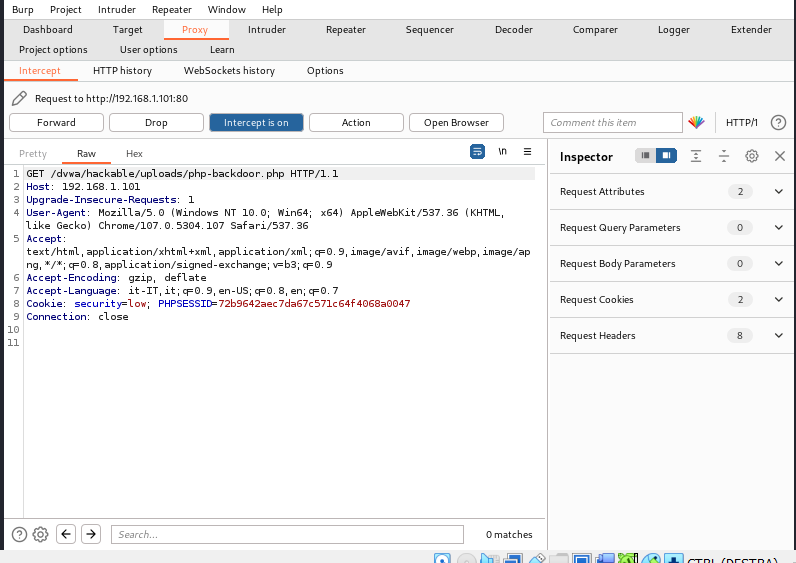 Burp Project Intruder Repeater Window Help
Dashboard Target Proxy Intruder Repeater Sequencer Decoder Comparer Logger Extender
Project options User options Learn
Intercept HTTP history WebSockets history Options
Request to http://192.168.1.101:80
Forward Drop Intercept is on Action Open Browser Comment this item HTTP/1 ?
Pretty Raw Hex \n
Inspector
1 GET /dvwa/hackable/uploads/php-backdoor.php HTTP/1.1
2 Host: 192.168.1.101
3 Upgrade-Insecure-Requests: 1
4 User-Agent: Mozilla/5.0 (Windows NT 10.0; Win64; x64) AppleWebKit/537.36 (KHTML,
like Gecko) Chrome/107.0.5304.107 Safari/537.36
5 Accept:
text/html,application/xhtml+xml,application/xml;q=0.9,image/avif,image/webp,image/ap
ng,*/*;q=0.8,application/signed-exchange;v=b3;q=0.9
6 Accept-Encoding: gzip, deflate
7 Accept-Language: it-IT,it;q=0.9,en-US;q=0.8,en;q=0.7
8 Cookie: security=low; PHPSESSID=72b9642aec7da67c571c64f4068a0047
9 Connection: close
10
11
Request Attributes 2
Request Query Parameters 0
Request Body Parameters 0
Request Cookies 2
Request Headers 8
? Search... 0 matches
CTRL (DESTRA)